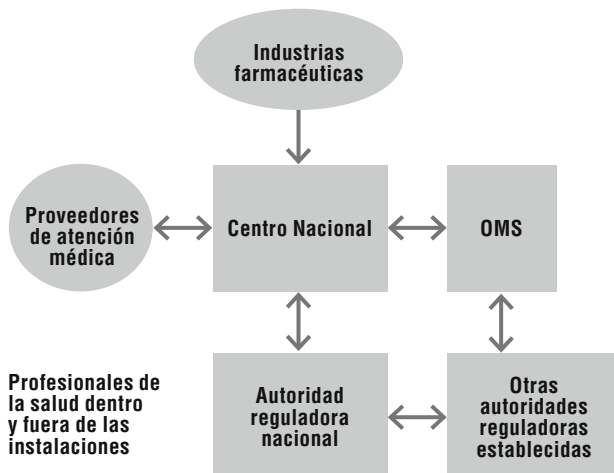 Industrias
farmacéuticas
Proveedores
de atención
médica
Centro Nacional
OMS
Profesionales de
la salud dentro
y fuera de las
instalaciones
Autoridad
reguladora
nacional
Otras
autoridades
reguladoras
establecidas